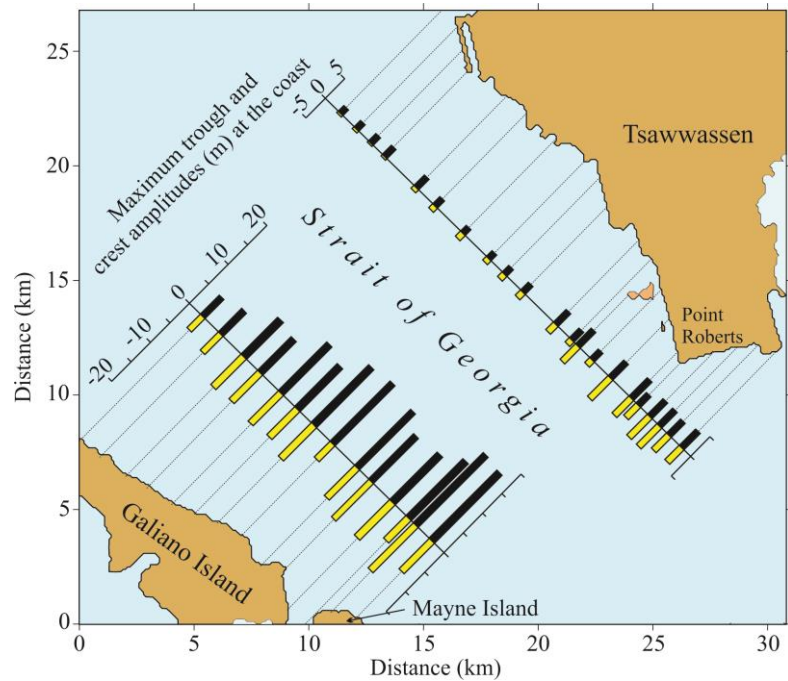 25
20
15
10
5
0
Distance (km)
0
5
10
15
20
25
30
Distance (km)
-5
0
5
Maximum trough and
crest amplitudes (m) at the coast
-20
-10
0
10
20
Strait of Georgia
Tsawwassen
Point
Roberts
Galiano Island
Mayne Island